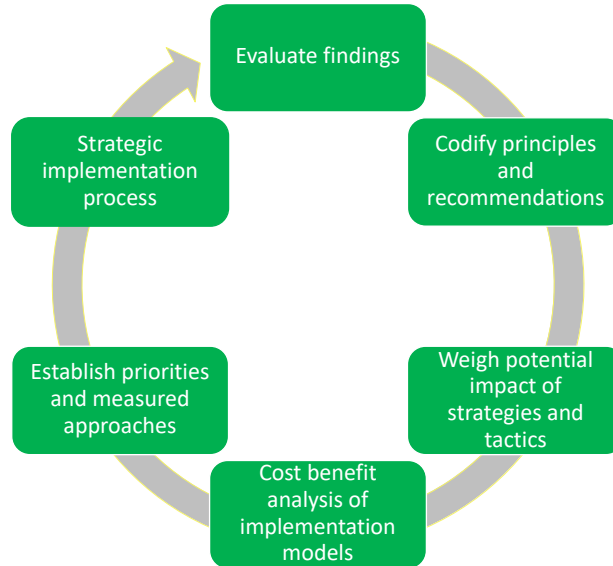 Evaluate findings
Codify principles
and
recommendations
Weigh potential
impact of
strategies and
tactics
Cost benefit
analysis of
implementation
models
Establish priorities
and measured
approaches
Strategic
implementation
process